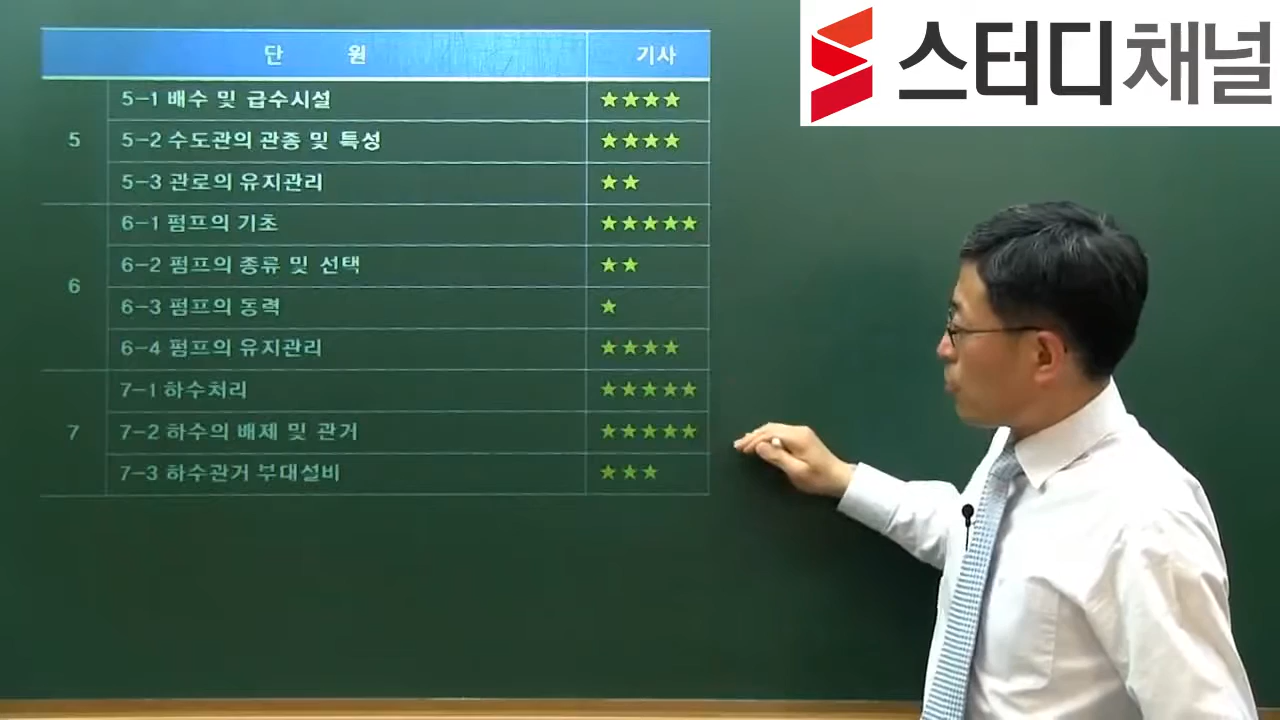 스터디채널
단 원 기사
5 5-1 배수 및 급수시설 ★★★★
5-2 수도관의 관종 및 특성 ★★★★
5-3 관로의 유지관리 ★★
6 6-1 펌프의 기초 ★★★★★
6-2 펌프의 종류 및 선택 ★★
6-3 펌프의 동력 ★
6-4 펌프의 유지관리 ★★★★
7 7-1 하수처리 ★★★★★
7-2 하수의 배제 및 관거 ★★★★★
7-3 하수관거 부대설비 ★★★